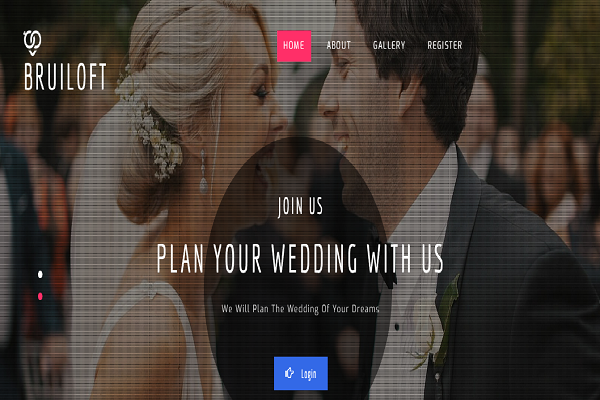 HOME ABOUT GALLERY REGISTER
BRUILOFT
JOIN US
PLAN YOUR WEDDING WITH US
We Will Plan The Wedding Of Your Dreams
Login